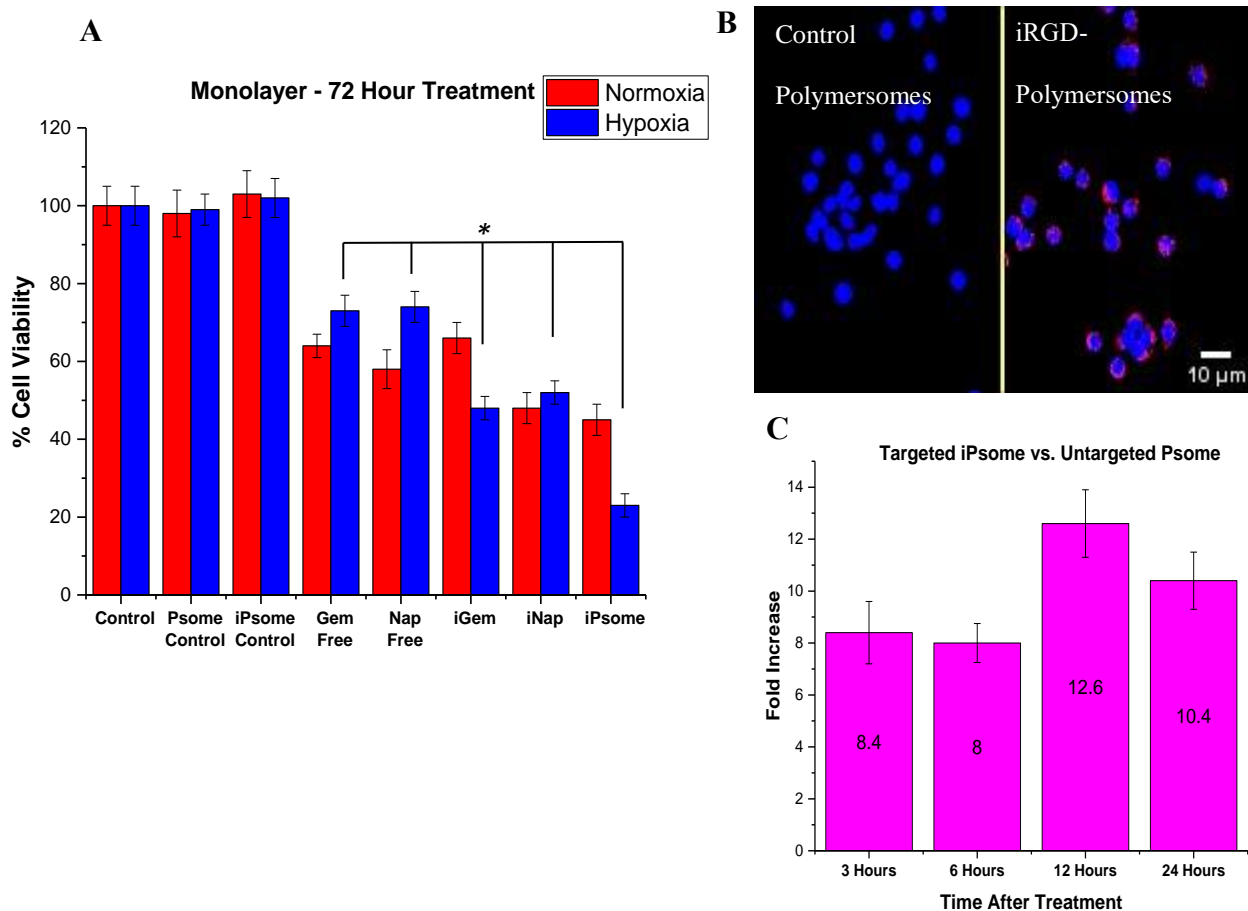 A
Monolayer - 72 Hour Treatment
Normoxia
Hypoxia
% Cell Viability
120
100
80
60
40
20
0
Control
Psome
Control
iPsome
Control
Gem
Free
Nap
Free
iGem
iNap
iPsome
*
B
Control
Polymersomes
iRGD-
Polymersomes
10 µm
C
Targeted iPsome vs. Untargeted Psome
Fold Increase
14
12
10
8
6
4
2
0
8.4
8
12.6
10.4
3 Hours
6 Hours
12 Hours
24 Hours
Time After Treatment